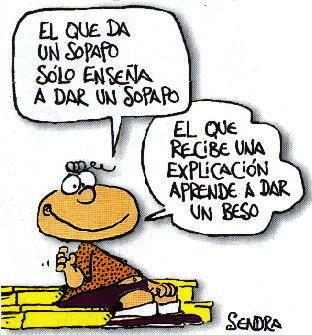 EL QUE DA
UN SOPAPO
SÓLO ENSEÑA
A DAR UN SOPAPO
EL QUE
RECIBE UNA
EXPLICACIÓN
APRENDE A DAR
UN BESO
SENDRA